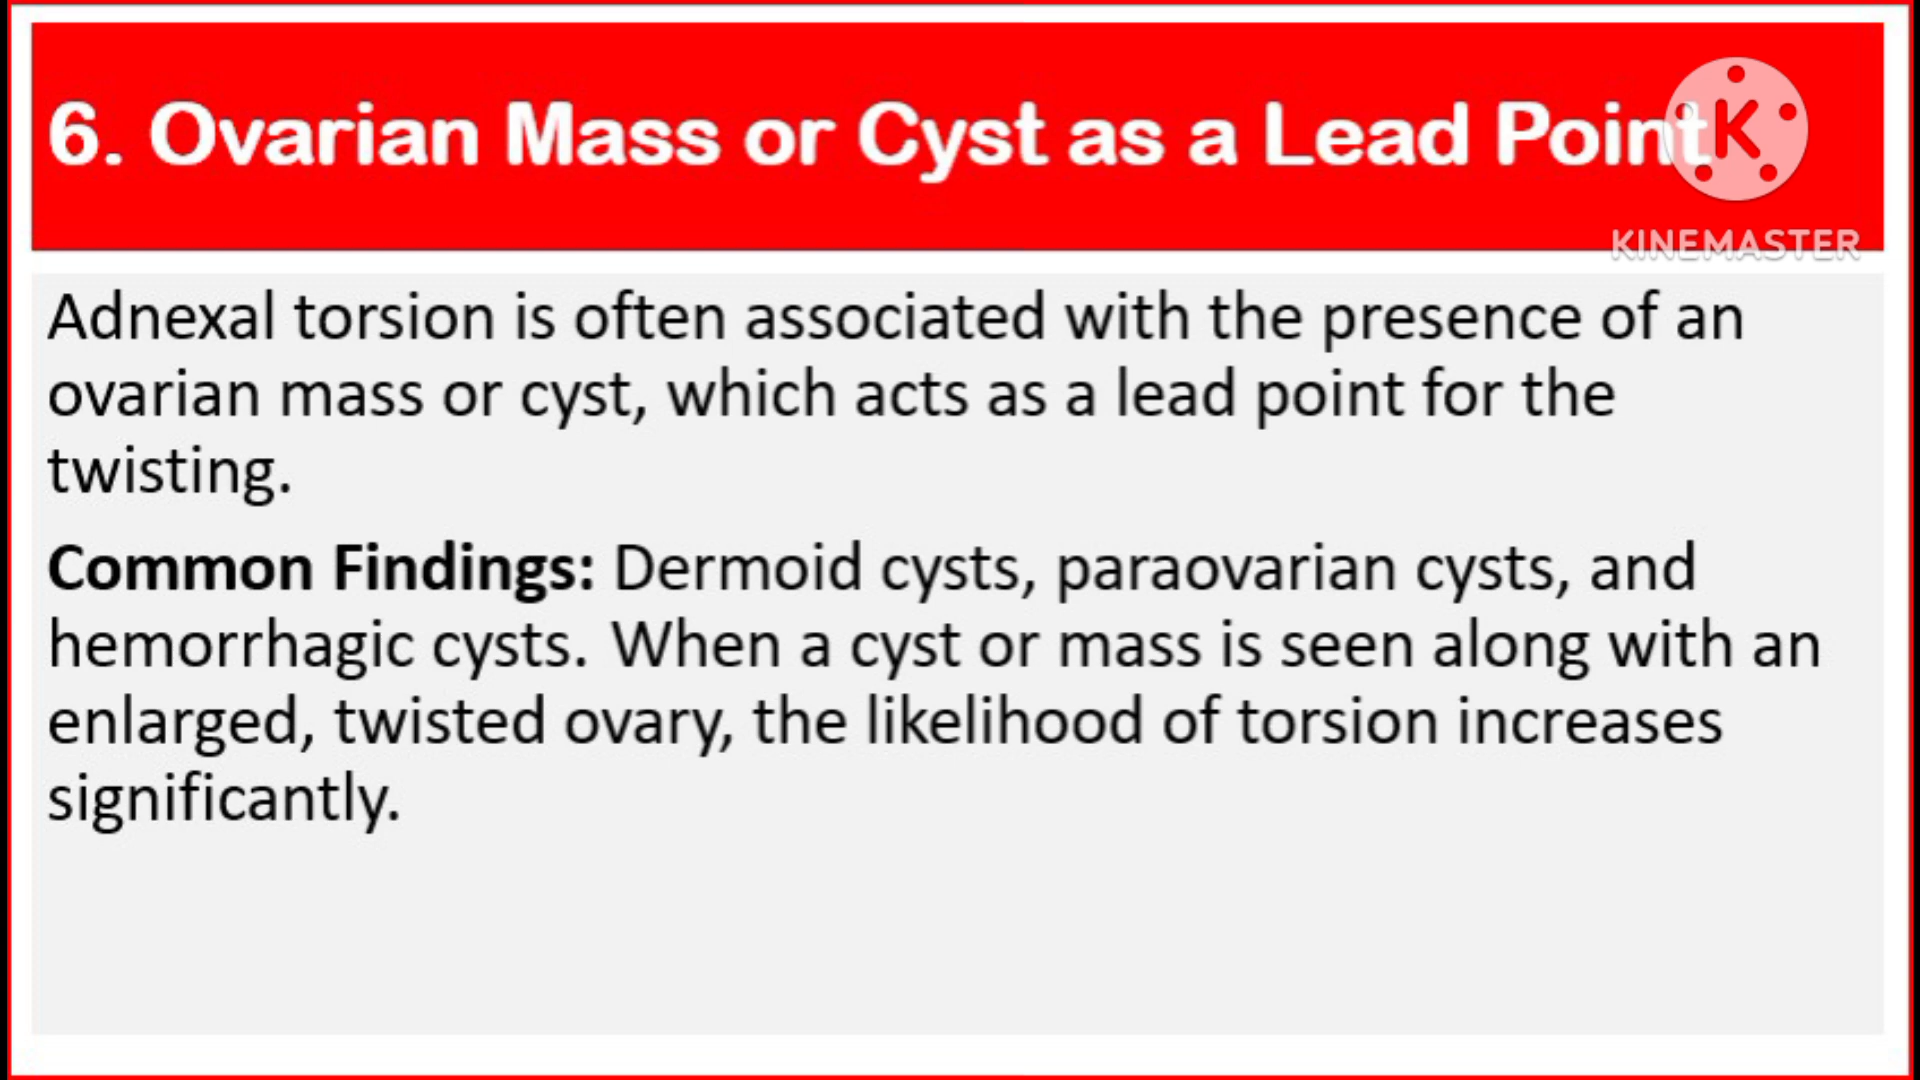 6. Ovarian Mass or Cyst as a Lead Point
K
KINEMASTER
Adnexal torsion is often associated with the presence of an
ovarian mass or cyst, which acts as a lead point for the
twisting.
Common Findings: Dermoid cysts, paraovarian cysts, and
hemorrhagic cysts. When a cyst or mass is seen along with an
enlarged, twisted ovary, the likelihood of torsion increases
significantly.